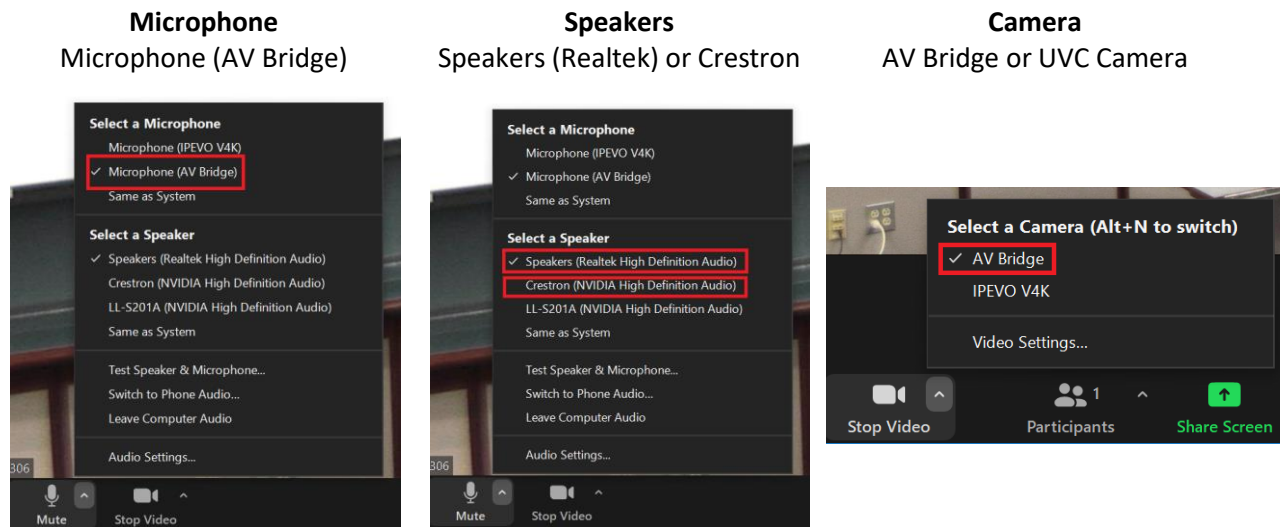 Microphone
Microphone (AV Bridge)
Select a Microphone
Microphone (IPEVO V4K)
✓ Microphone (AV Bridge)
Same as System
Select a Speaker
✓ Speakers (Realtek High Definition Audio)
Crestron (NVIDIA High Definition Audio)
LL-S201A (NVIDIA High Definition Audio)
Same as System
Test Speaker & Microphone...
Switch to Phone Audio...
Leave Computer Audio
Audio Settings...
306
Mute Stop Video
Speakers
Speakers (Realtek) or Crestron
Select a Microphone
Microphone (IPEVO V4K)
✓ Microphone (AV Bridge)
Same as System
Select a Speaker
✓ Speakers (Realtek High Definition Audio)
Crestron (NVIDIA High Definition Audio)
LL-S201A (NVIDIA High Definition Audio)
Same as System
Test Speaker & Microphone...
Switch to Phone Audio...
Leave Computer Audio
Audio Settings...
306
Mute Stop Video
Camera
AV Bridge or UVC Camera
Select a Camera (Alt+N to switch)
✓ AV Bridge
IPEVO V4K
Video Settings...
1
Stop Video Participants Share Screen